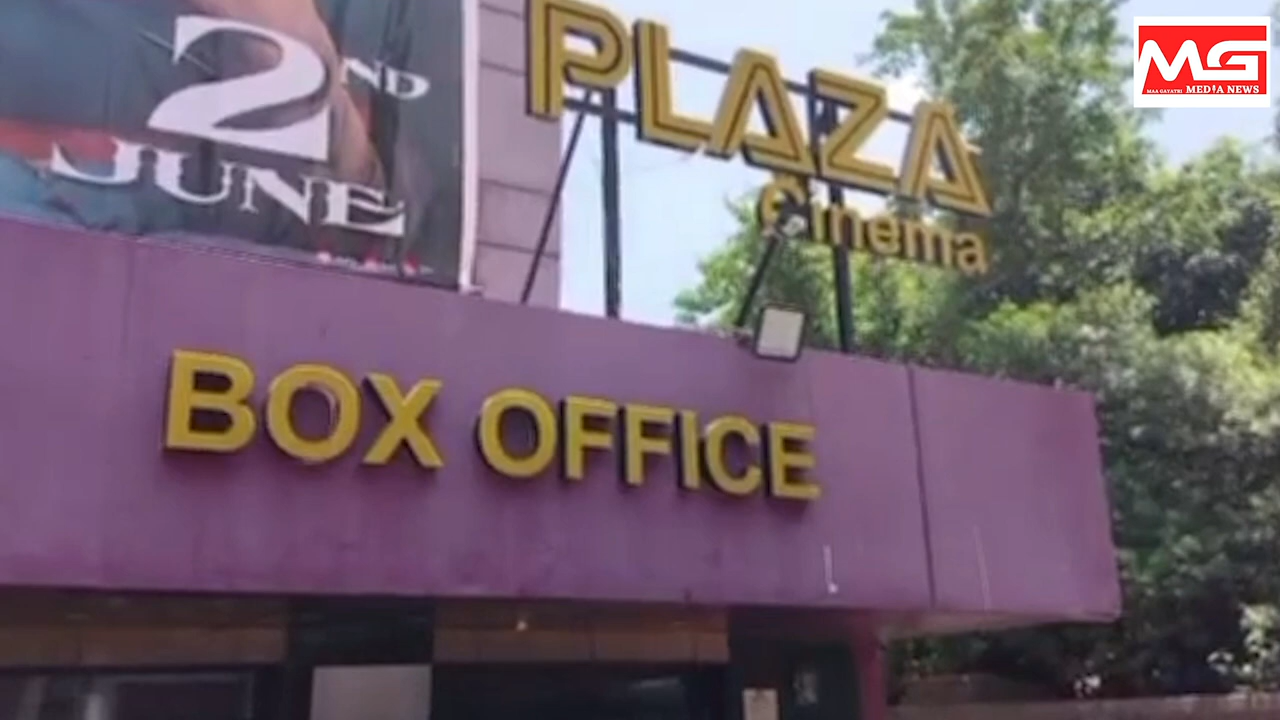 2ND
JUNE
PLAZA
Cinema
BOX OFFICE
MG
MAA GAYATRI MEDIA NEWS